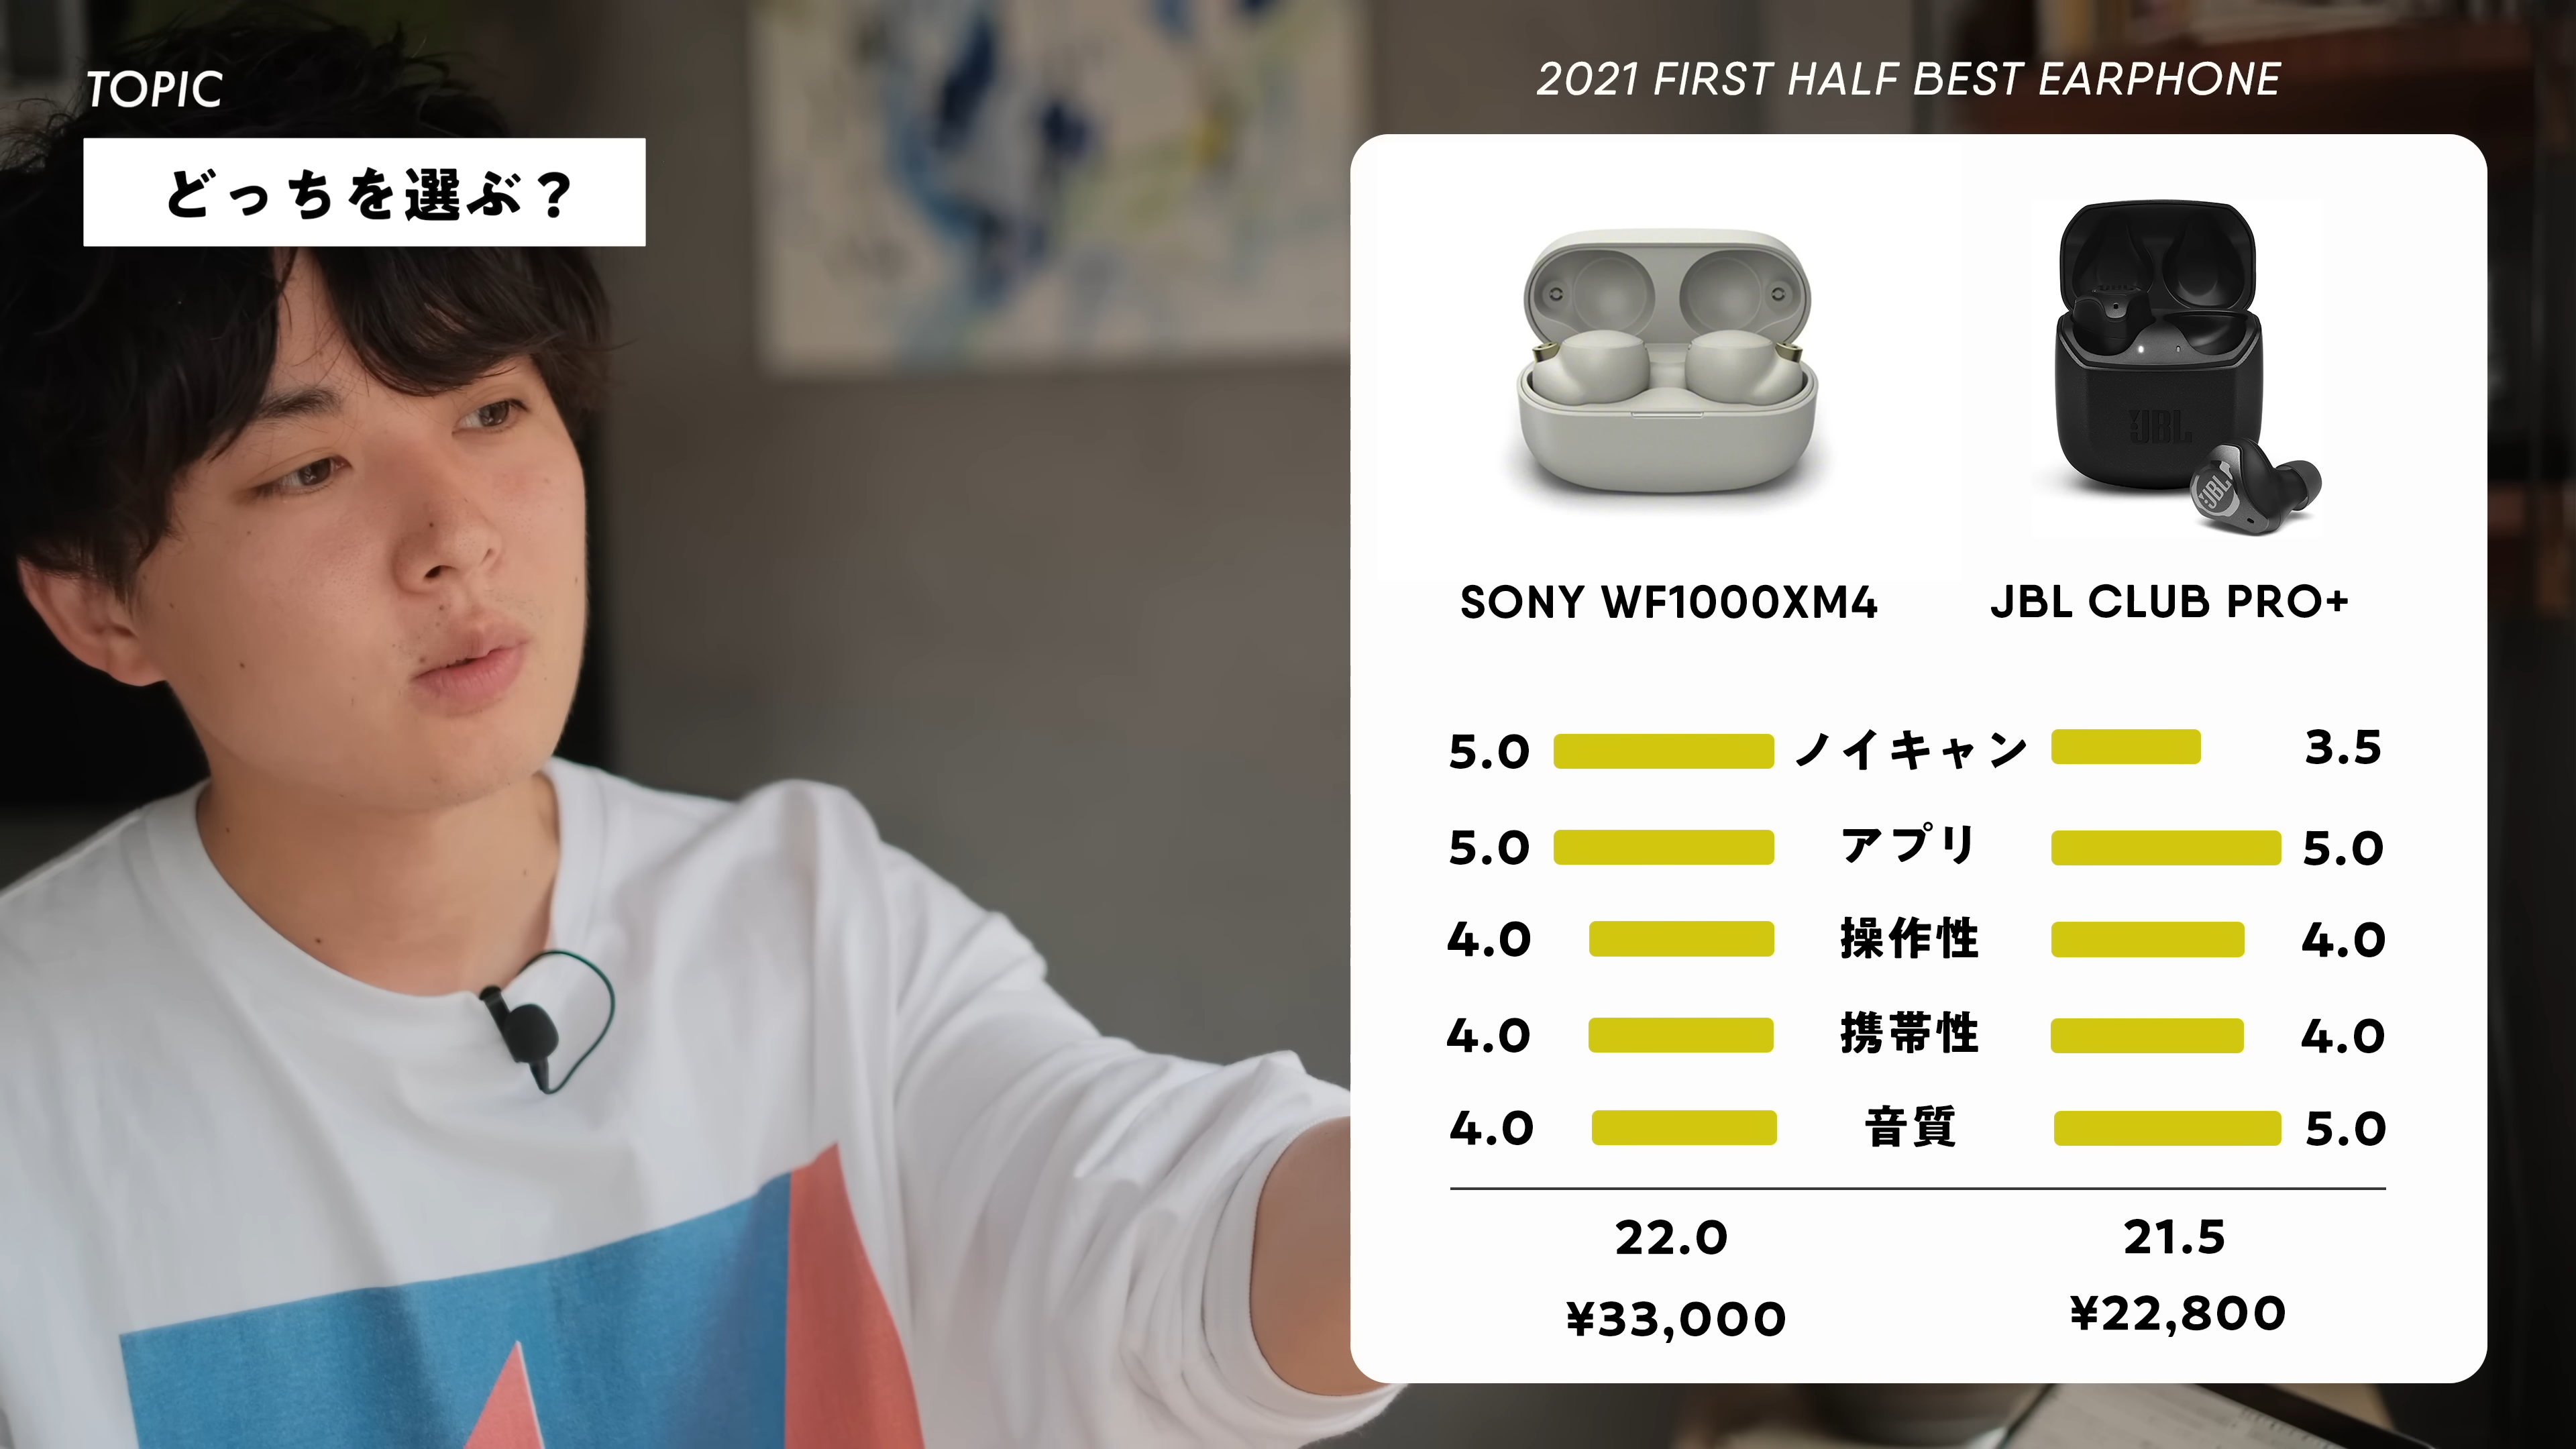 TOPIC
どっちを選ぶ？
2021 FIRST HALF BEST EARPHONE
JBL
JBL
SONY WF1000XM4
JBL CLUB PRO+
5.0 ノイキャン 3.5
5.0 アプリ 5.0
4.0 操作性 4.0
4.0 携帯性 4.0
4.0 音質 5.0
22.0 21.5
¥33,000 ¥22,800